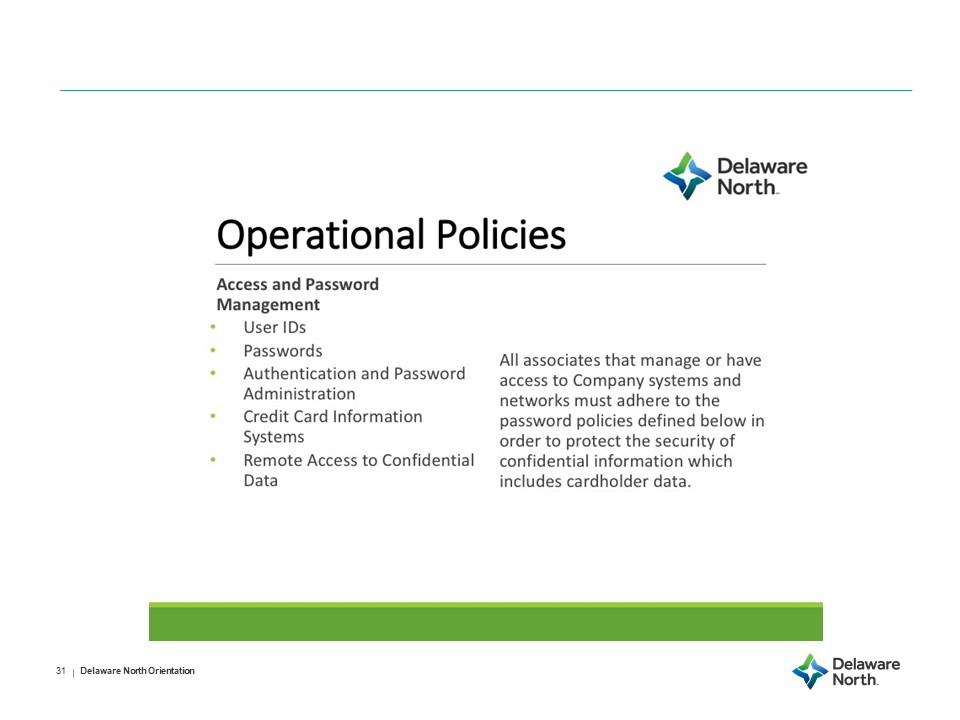 Delaware
North
Operational Policies
Access and Password
Management
• User IDs
• Passwords
• Authentication and Password
Administration
• Credit Card Information
Systems
• Remote Access to Confidential
Data
All associates that manage or have
access to Company systems and
networks must adhere to the
password policies defined below in
order to protect the security of
confidential information which
includes cardholder data.
31 | Delaware North Orientation
Delaware
North.